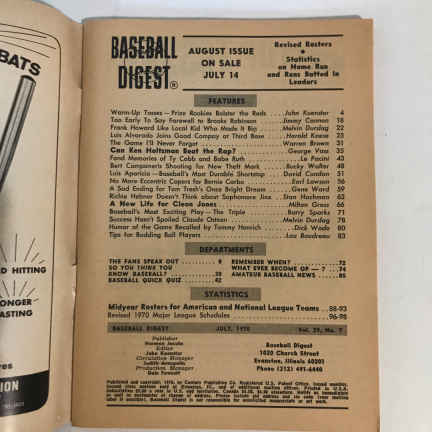 BATS
D HITTING
ONGER
ASTING
res
ION
BASEBALL
DIGEST®
AUGUST ISSUE
ON SALE
JULY 14
Revised Rosters
Statistics
on Home Run
and Runs Batted In
Leaders
FEATURES
Warm-Up Tosses — Prize Rookies Bolster the Reds John Kuenster 4
Too Early To Say Farewell to Brooks Robinson Jimmy Cannon 18
Frank Howard Like Local Kid Who Made It Big Melvin Durslag 22
Luis Alvarado Joins Good Company at Third Base Harold Kaese 23
The Game I'll Never Forget Warren Brown 31
Can Ken Holtzman Beat the Rap? George Vass 35
Fond Memories of Ty Cobb and Babe Ruth Le Pacini 43
Bert Campaneris Shooting for New Theft Mark Bucky Walter 48
Luis Aparicio — Baseball's Most Durable Shortstop David Condon 51
No More Eccentric Capers for Bernie Carbo Earl Lawson 56
A Sad Ending for Tom Tresh's Once Bright Dream Gene Ward 59
Richie Hebner Doesn't Think about Sophomore Jinx Stan Hochman 63
A New Life for Cleon Jones Milton Gross 66
Baseball's Most Exciting Play — The Triple Barry Sparks 71
Success Hasn't Spoiled Claude Osteen Melvin Durslag 78
Humor of the Game Recalled by Tommy Henrich Dick Wade 80
Tips for Budding Ball Players Lou Boudreau 83
DEPARTMENTS
THE FANS SPEAK OUT 9
SO YOU THINK YOU
KNOW BASEBALL? 39
BASEBALL QUICK QUIZ 42
REMEMBER WHEN? 72
WHAT EVER BECOME OF — ? 74
AMATEUR BASEBALL NEWS 85
STATISTICS
Midyear Rosters for American and National League Teams 88-93
Revised 1970 Major League Schedules 96-98
BASEBALL DIGEST JULY, 1970 Vol. 29, No. 7
Publisher
Norman Jacobs
Editor
John Kuenster
Circulation Manager
Production Manager
Baseball Digest
1020 Church Street
Evanston, Illinois 60201
Phone (312) 491-6440